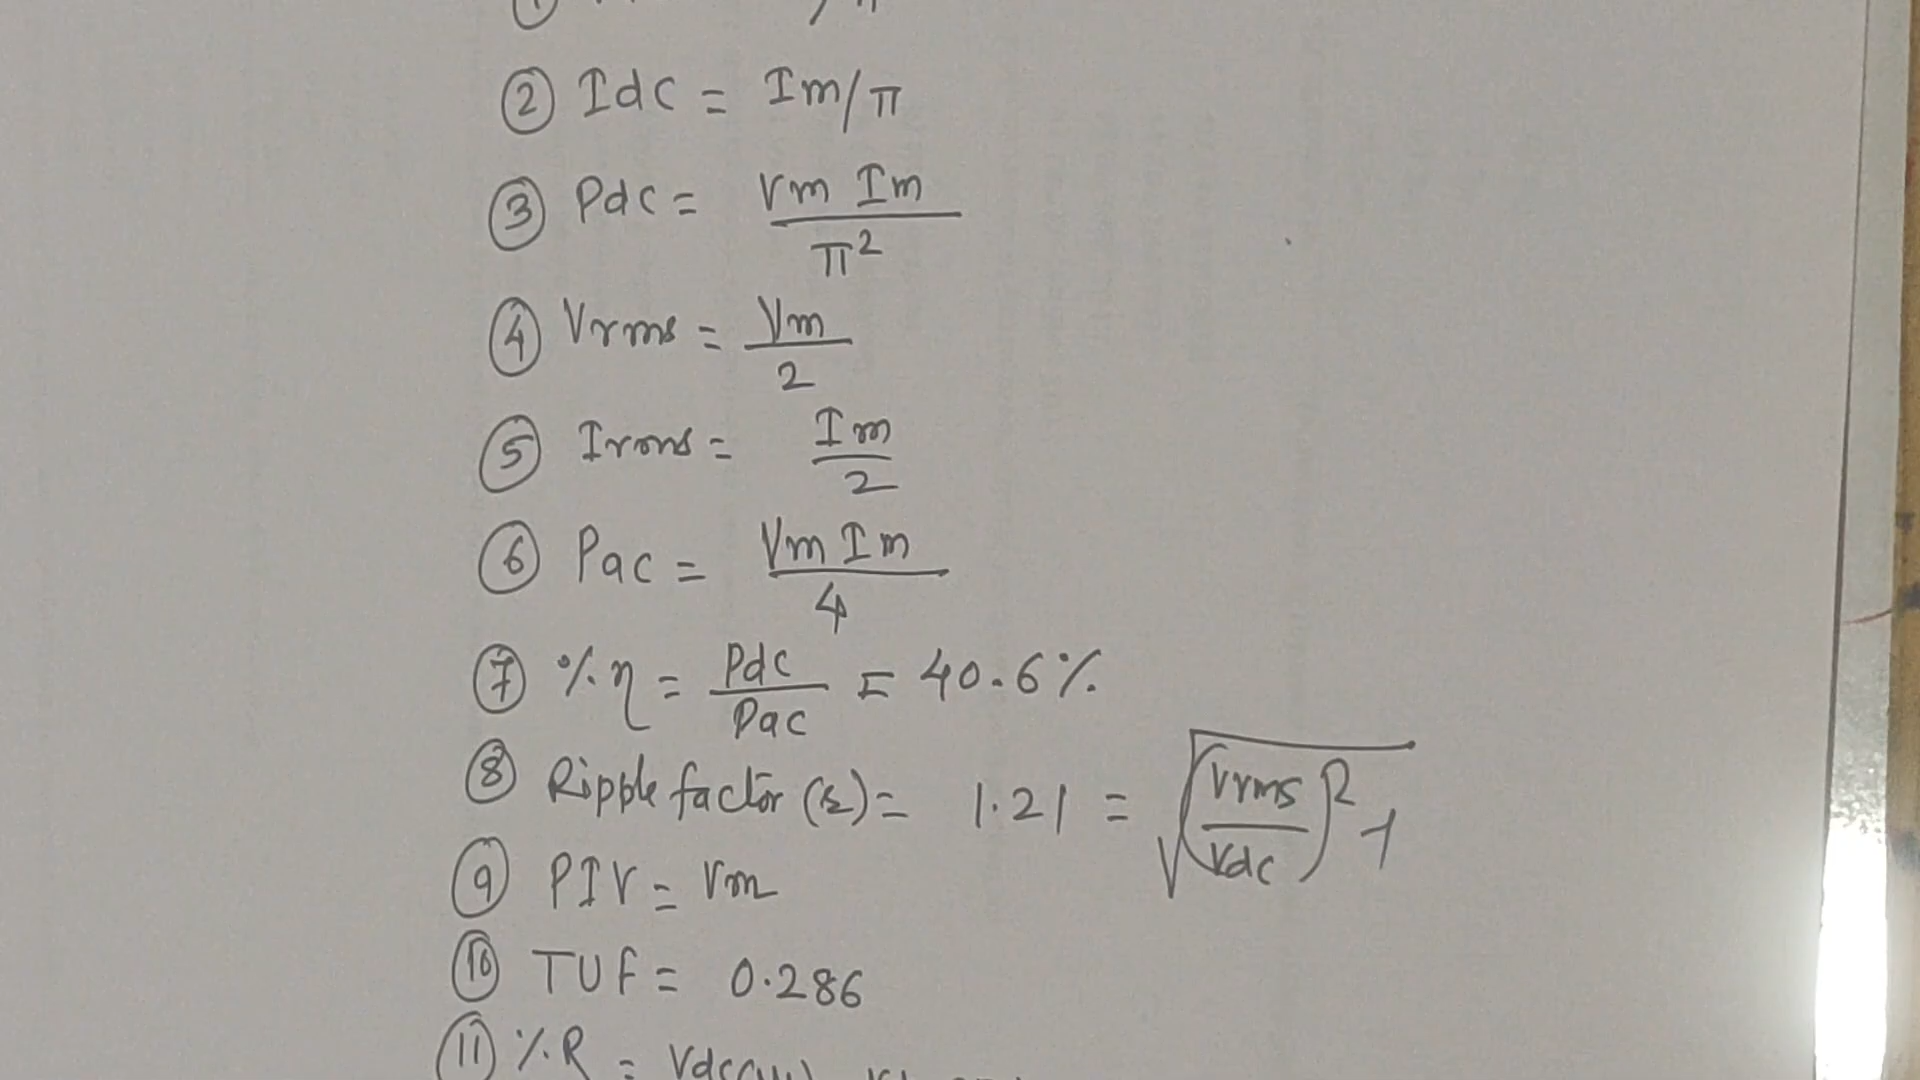 ① / π
② Idc = Im/π
③ Pdc = Vm Im / π²
④ Vrms = Vm / 2
⑤ Irms = Im / 2
⑥ Pac = Vm Im / 4
⑦ %η = Pdc / Pac = 40.6%
⑧ Ripple factor (r) = 1.21 = √(Vrms / Vdc)² - 1
⑨ PIV = Vm
⑩ TUF = 0.286
⑪ %R = Vdc